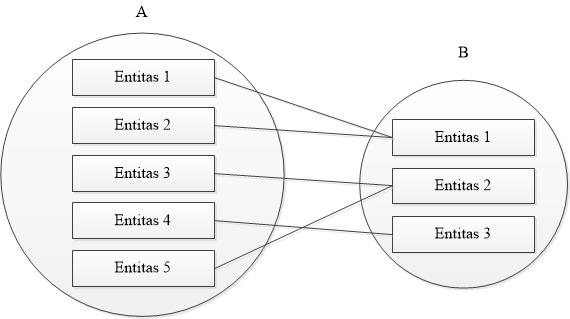 A
Entitas 1
Entitas 2
Entitas 3
Entitas 4
Entitas 5
B
Entitas 1
Entitas 2
Entitas 3